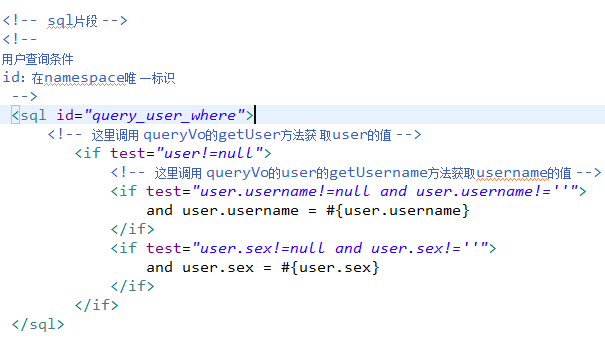 <!-- sql片段 -->
<!--
用户查询条件
id：在namespace唯一标识
-->
<sql id="query_user_where">
<!-- 这里调用 queryVo的getUser方法获取user的值 -->
<if test="user!=null">
<!-- 这里调用 queryVo的user的getUsername方法获取username的值 -->
<if test="user.username!=null and user.username!=''">
and user.username = #{user.username}
</if>
<if test="user.sex!=null and user.sex!=''">
and user.sex = #{user.sex}
</if>
</if>
</sql>